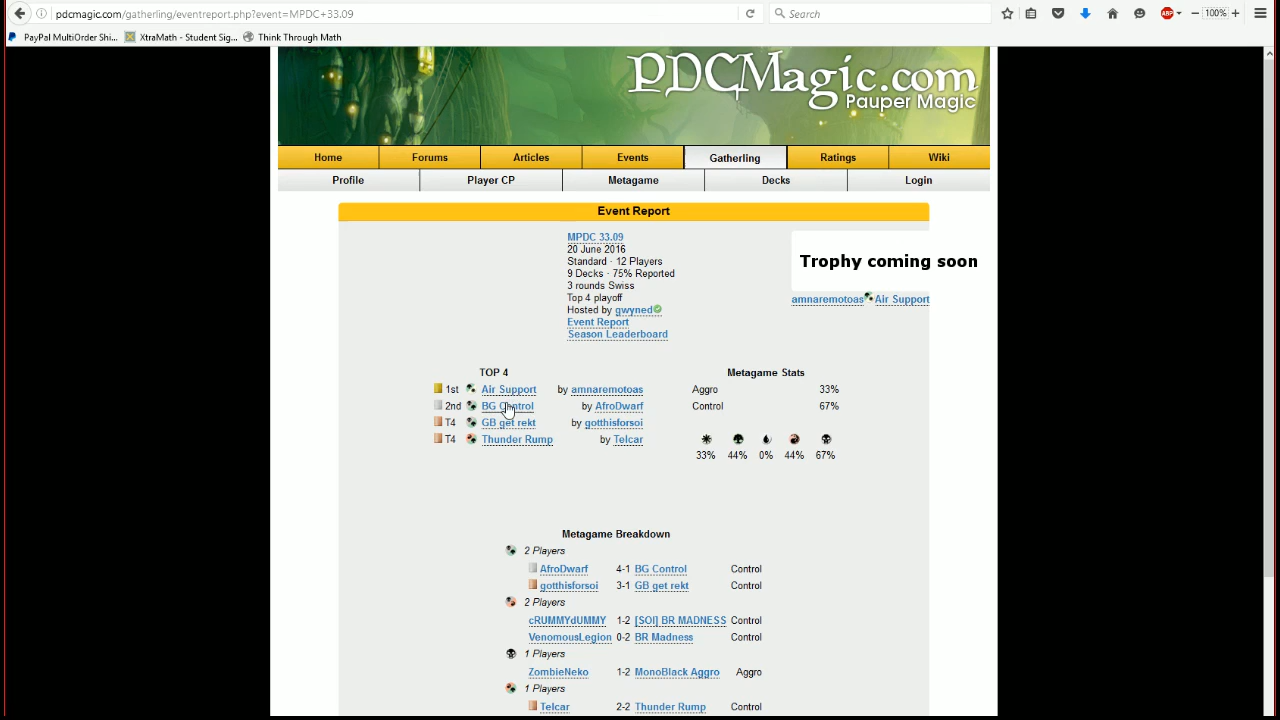 pdcmagic.com/gatherling/eventreport.php?event=MPDC+33.09
Search
ABP
100%
PayPal MultiOrder Shi...
XtraMath - Student Sig...
Think Through Math
PDCMagic.com
Pauper Magic
Home Forums Articles Events Gatherling Ratings Wiki
Profile Player CP Metagame Decks Login
Event Report
MPDC 33.09
20 June 2016
Standard · 12 Players
9 Decks · 75% Reported
3 rounds Swiss
Top 4 playoff
Hosted by gwyned
Event Report
Season Leaderboard
Trophy coming soon
amnaremotoas Air Support
TOP 4
1st Air Support by amnaremotoas
2nd BG Control by AfroDwarf
T4 GB get rekt by gotthisforsoi
T4 Thunder Rump by Telcar
Metagame Stats
Aggro 33%
Control 67%
33% 44% 0% 44% 67%
Metagame Breakdown
2 Players
AfroDwarf 4-1 BG Control Control
gotthisforsoi 3-1 GB get rekt Control
2 Players
cRUMMYdUMMY 1-2 [SOI] BR MADNESS Control
VenomousLegion 0-2 BR Madness Control
1 Players
ZombieNeko 1-2 MonoBlack Aggro Aggro
1 Players
Telcar 2-2 Thunder Rump Control